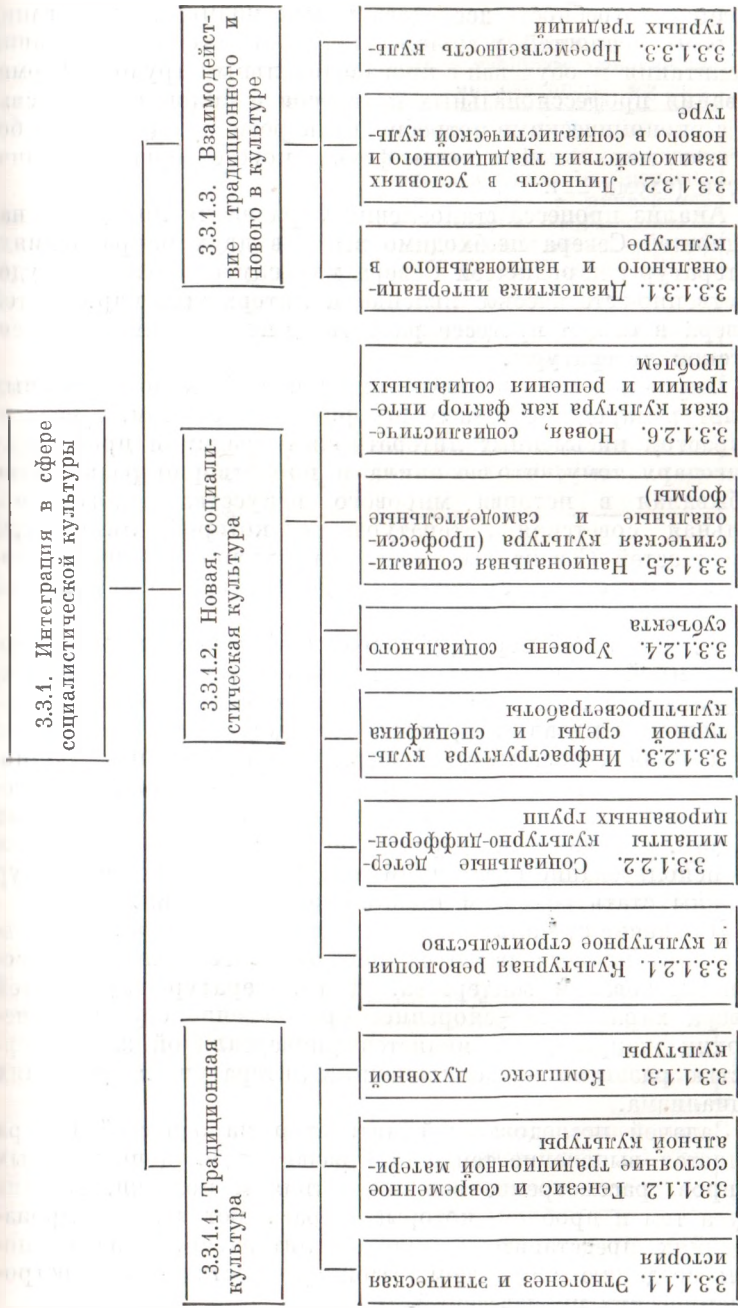 3.3.1. Интеграция в сфере
социалистической культуры
3.3.1.1. Традиционная
культура
3.3.1.2. Новая, социали-
стическая культура
3.3.1.3. Взаимодейст-
вие традиционного и
нового в культуре
3.3.1.1.1. Этногенез и этническая
история
3.3.1.1.2. Генезис и современное
состояние традиционной матери-
альной культуры
3.3.1.1.3. Комплекс духовной
культуры
3.3.1.2.1. Культурная революция
и культурное строительство
3.3.1.2.2. Социальные детер-
минанты культурно-дифферен-
цированных групп
3.3.1.2.3. Инфраструктура куль-
турной среды и специфика
культпросветработы
3.3.1.2.4. Уровень социального
субъекта
3.3.1.2.5. Национальная социали-
стическая культура (професси-
ональные и самодеятельные
формы)
3.3.1.2.6. Новая, социалистиче-
ская культура как фактор инте-
грации и решения социальных
проблем
3.3.1.3.1. Диалектика интернаци-
онального и национального в
культуре
3.3.1.3.2. Личность в условиях
взаимодействия традиционного и
нового в социалистической куль-
туре
3.3.1.3.3. Преемственность куль-
турных традиций